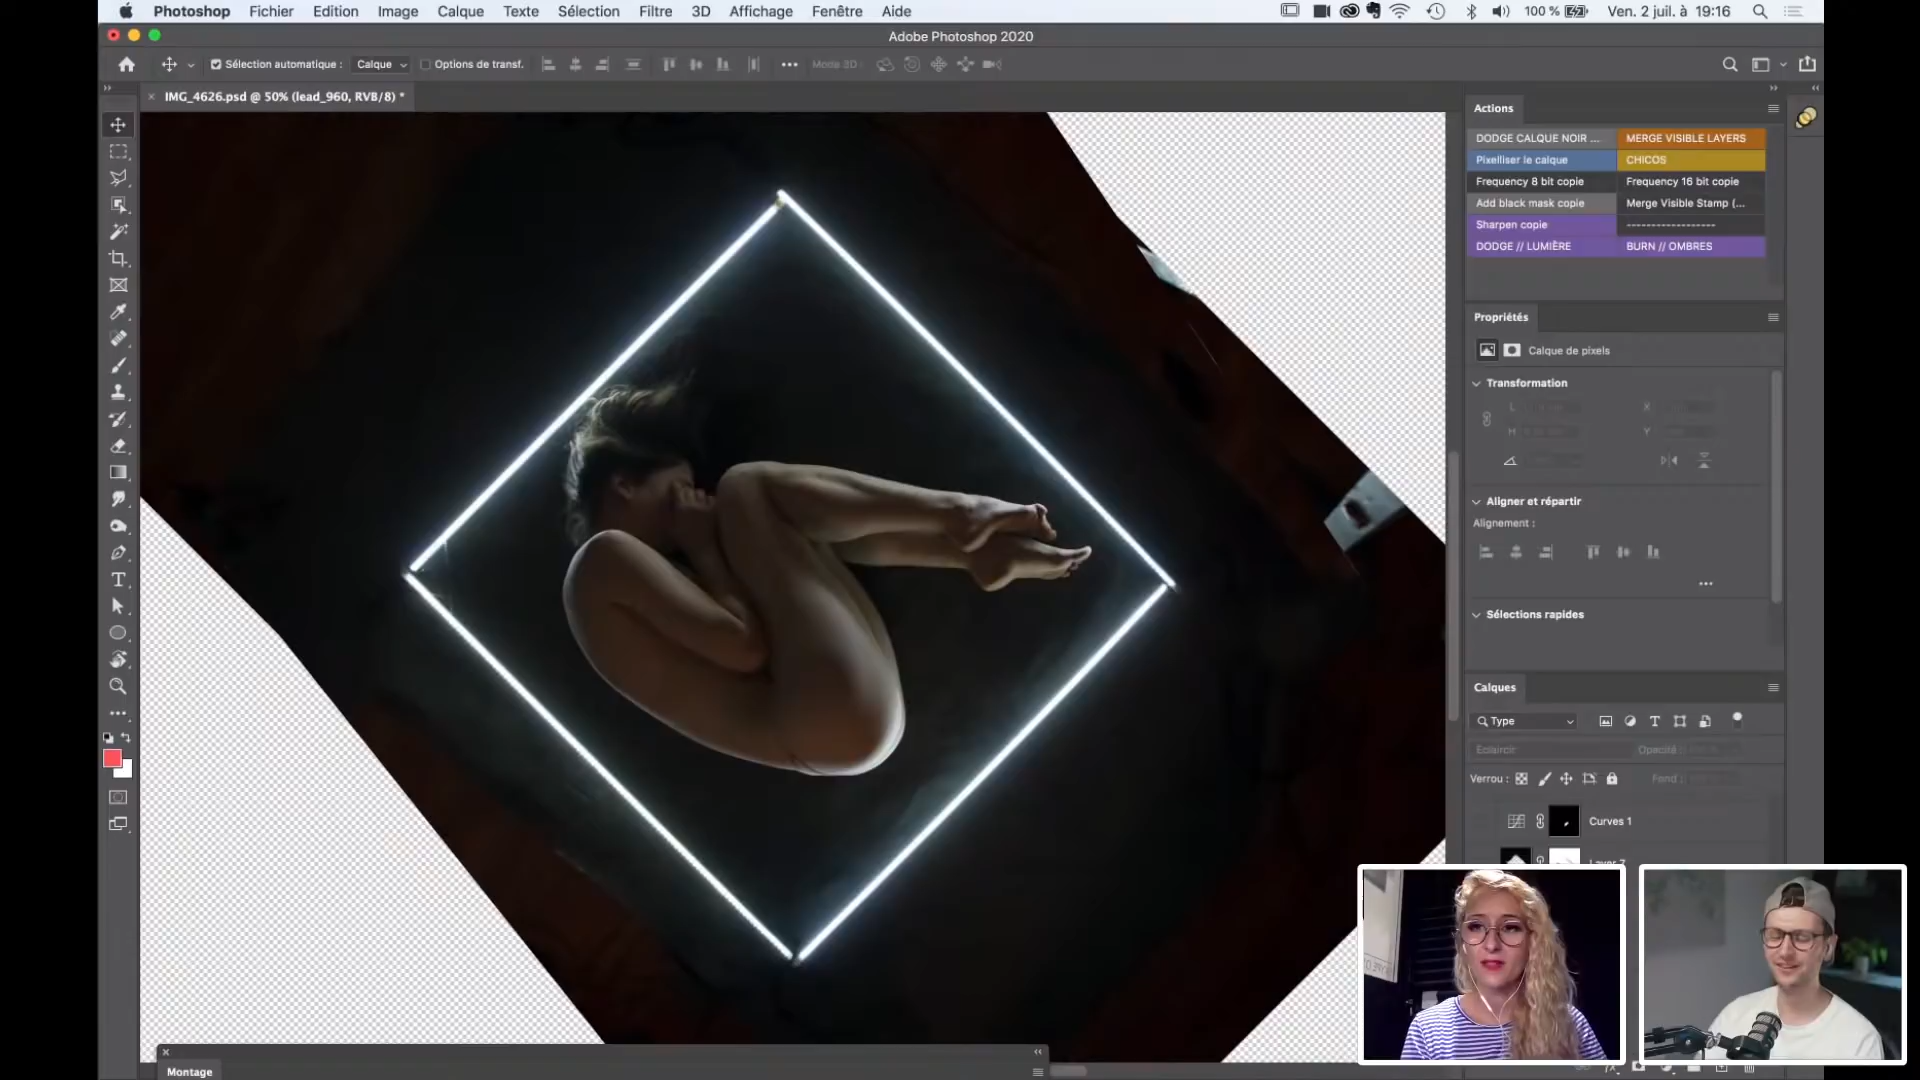 Photoshop Fichier Edition Image Calque Texte Sélection Filtre 3D Affichage Fenêtre Aide 100 % Ven. 2 juil. à 19:16
Adobe Photoshop 2020
Sélection automatique : Calque Options de transf. Mode 3D :
IMG_4626.psd @ 50% (lead_960, RVB/8) *
Actions
DODGE CALQUE NOIR ... MERGE VISIBLE LAYERS
Pixelliser le calque CHICOS
Frequency 8 bit copie Frequency 16 bit copie
Add black mask copie Merge Visible Stamp (...
Sharpen copie ------------------
DODGE // LUMIÈRE BURN // OMBRES
Propriétés
Calque de pixels
Transformation
L X
H Y
Aligner et répartir
Alignement :
Sélections rapides
Calques
Type
Eclaircir Opacité :
Verrou : Fond :
Curves 1
Montage